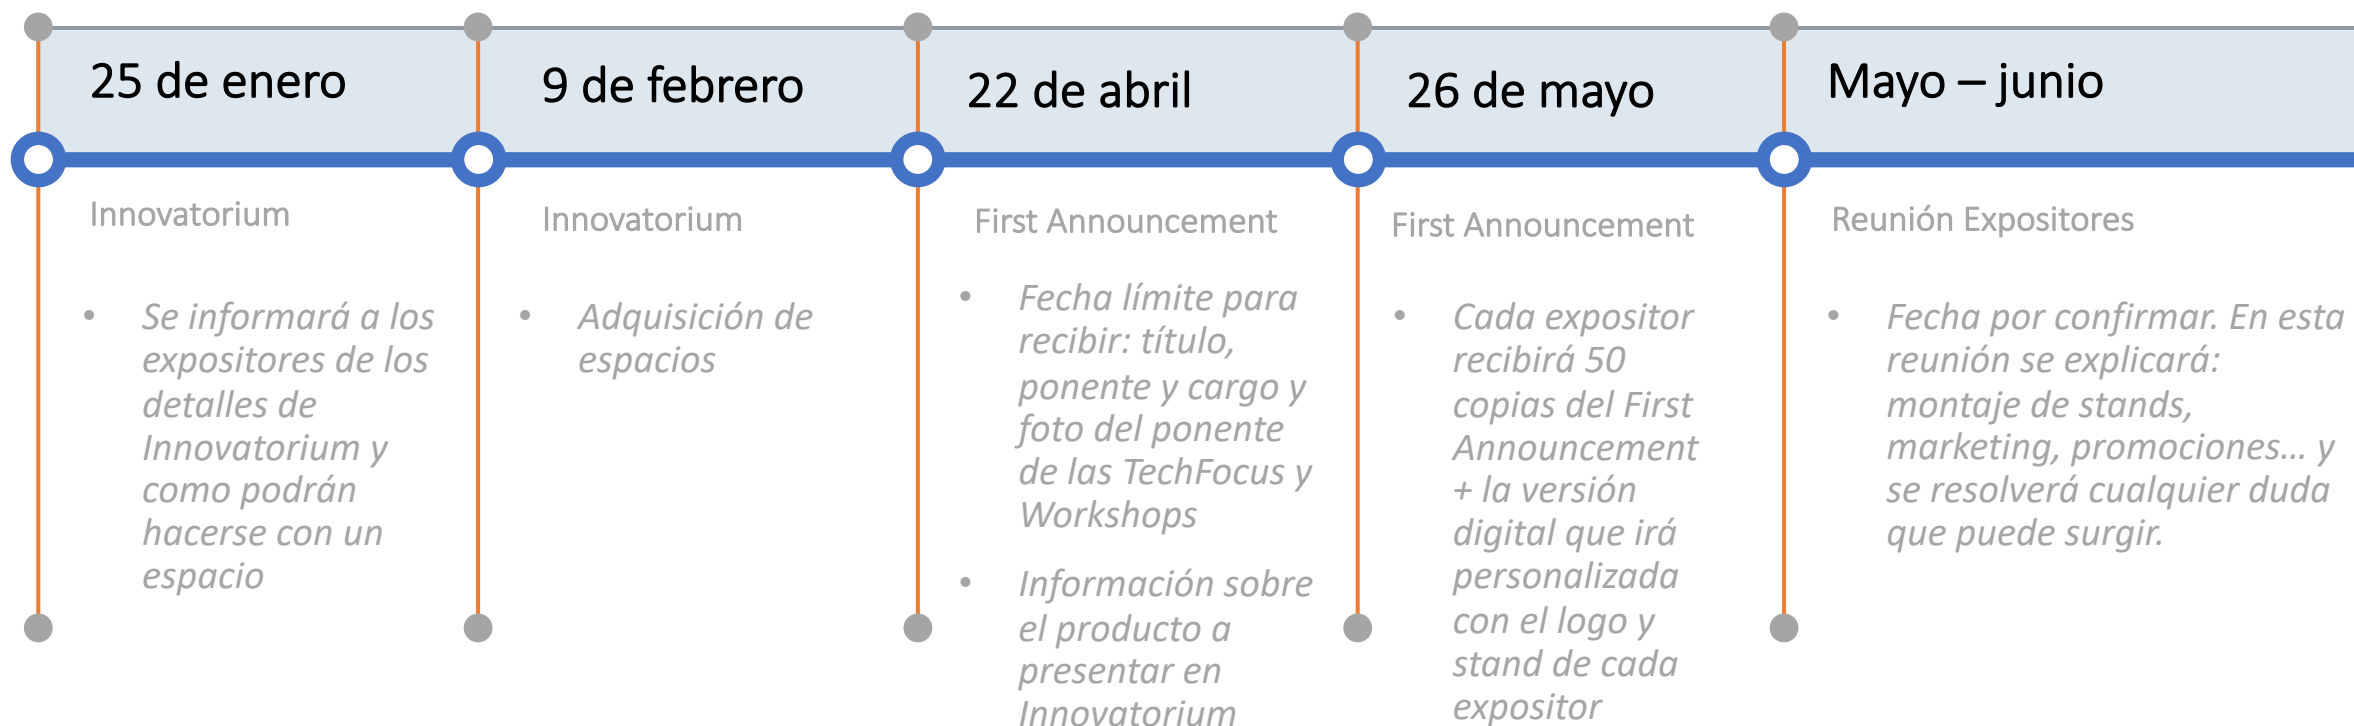 25 de enero
Innovatorium
• Se informará a los
expositores de los
detalles de
Innovatorium y
como podrán
hacerse con un
espacio
9 de febrero
Innovatorium
• Adquisición de
espacios
22 de abril
First Announcement
• Fecha límite para
recibir: título,
ponente y cargo y
foto del ponente
de las TechFocus y
Workshops
• Información sobre
el producto a
presentar en
Innovatorium
26 de mayo
First Announcement
• Cada expositor
recibirá 50
copias del First
Announcement
+ la versión
digital que irá
personalizada
con el logo y
stand de cada
expositor
Mayo – junio
Reunión Expositores
• Fecha por confirmar. En esta
reunión se explicará:
montaje de stands,
marketing, promociones... y
se resolverá cualquier duda
que puede surgir.